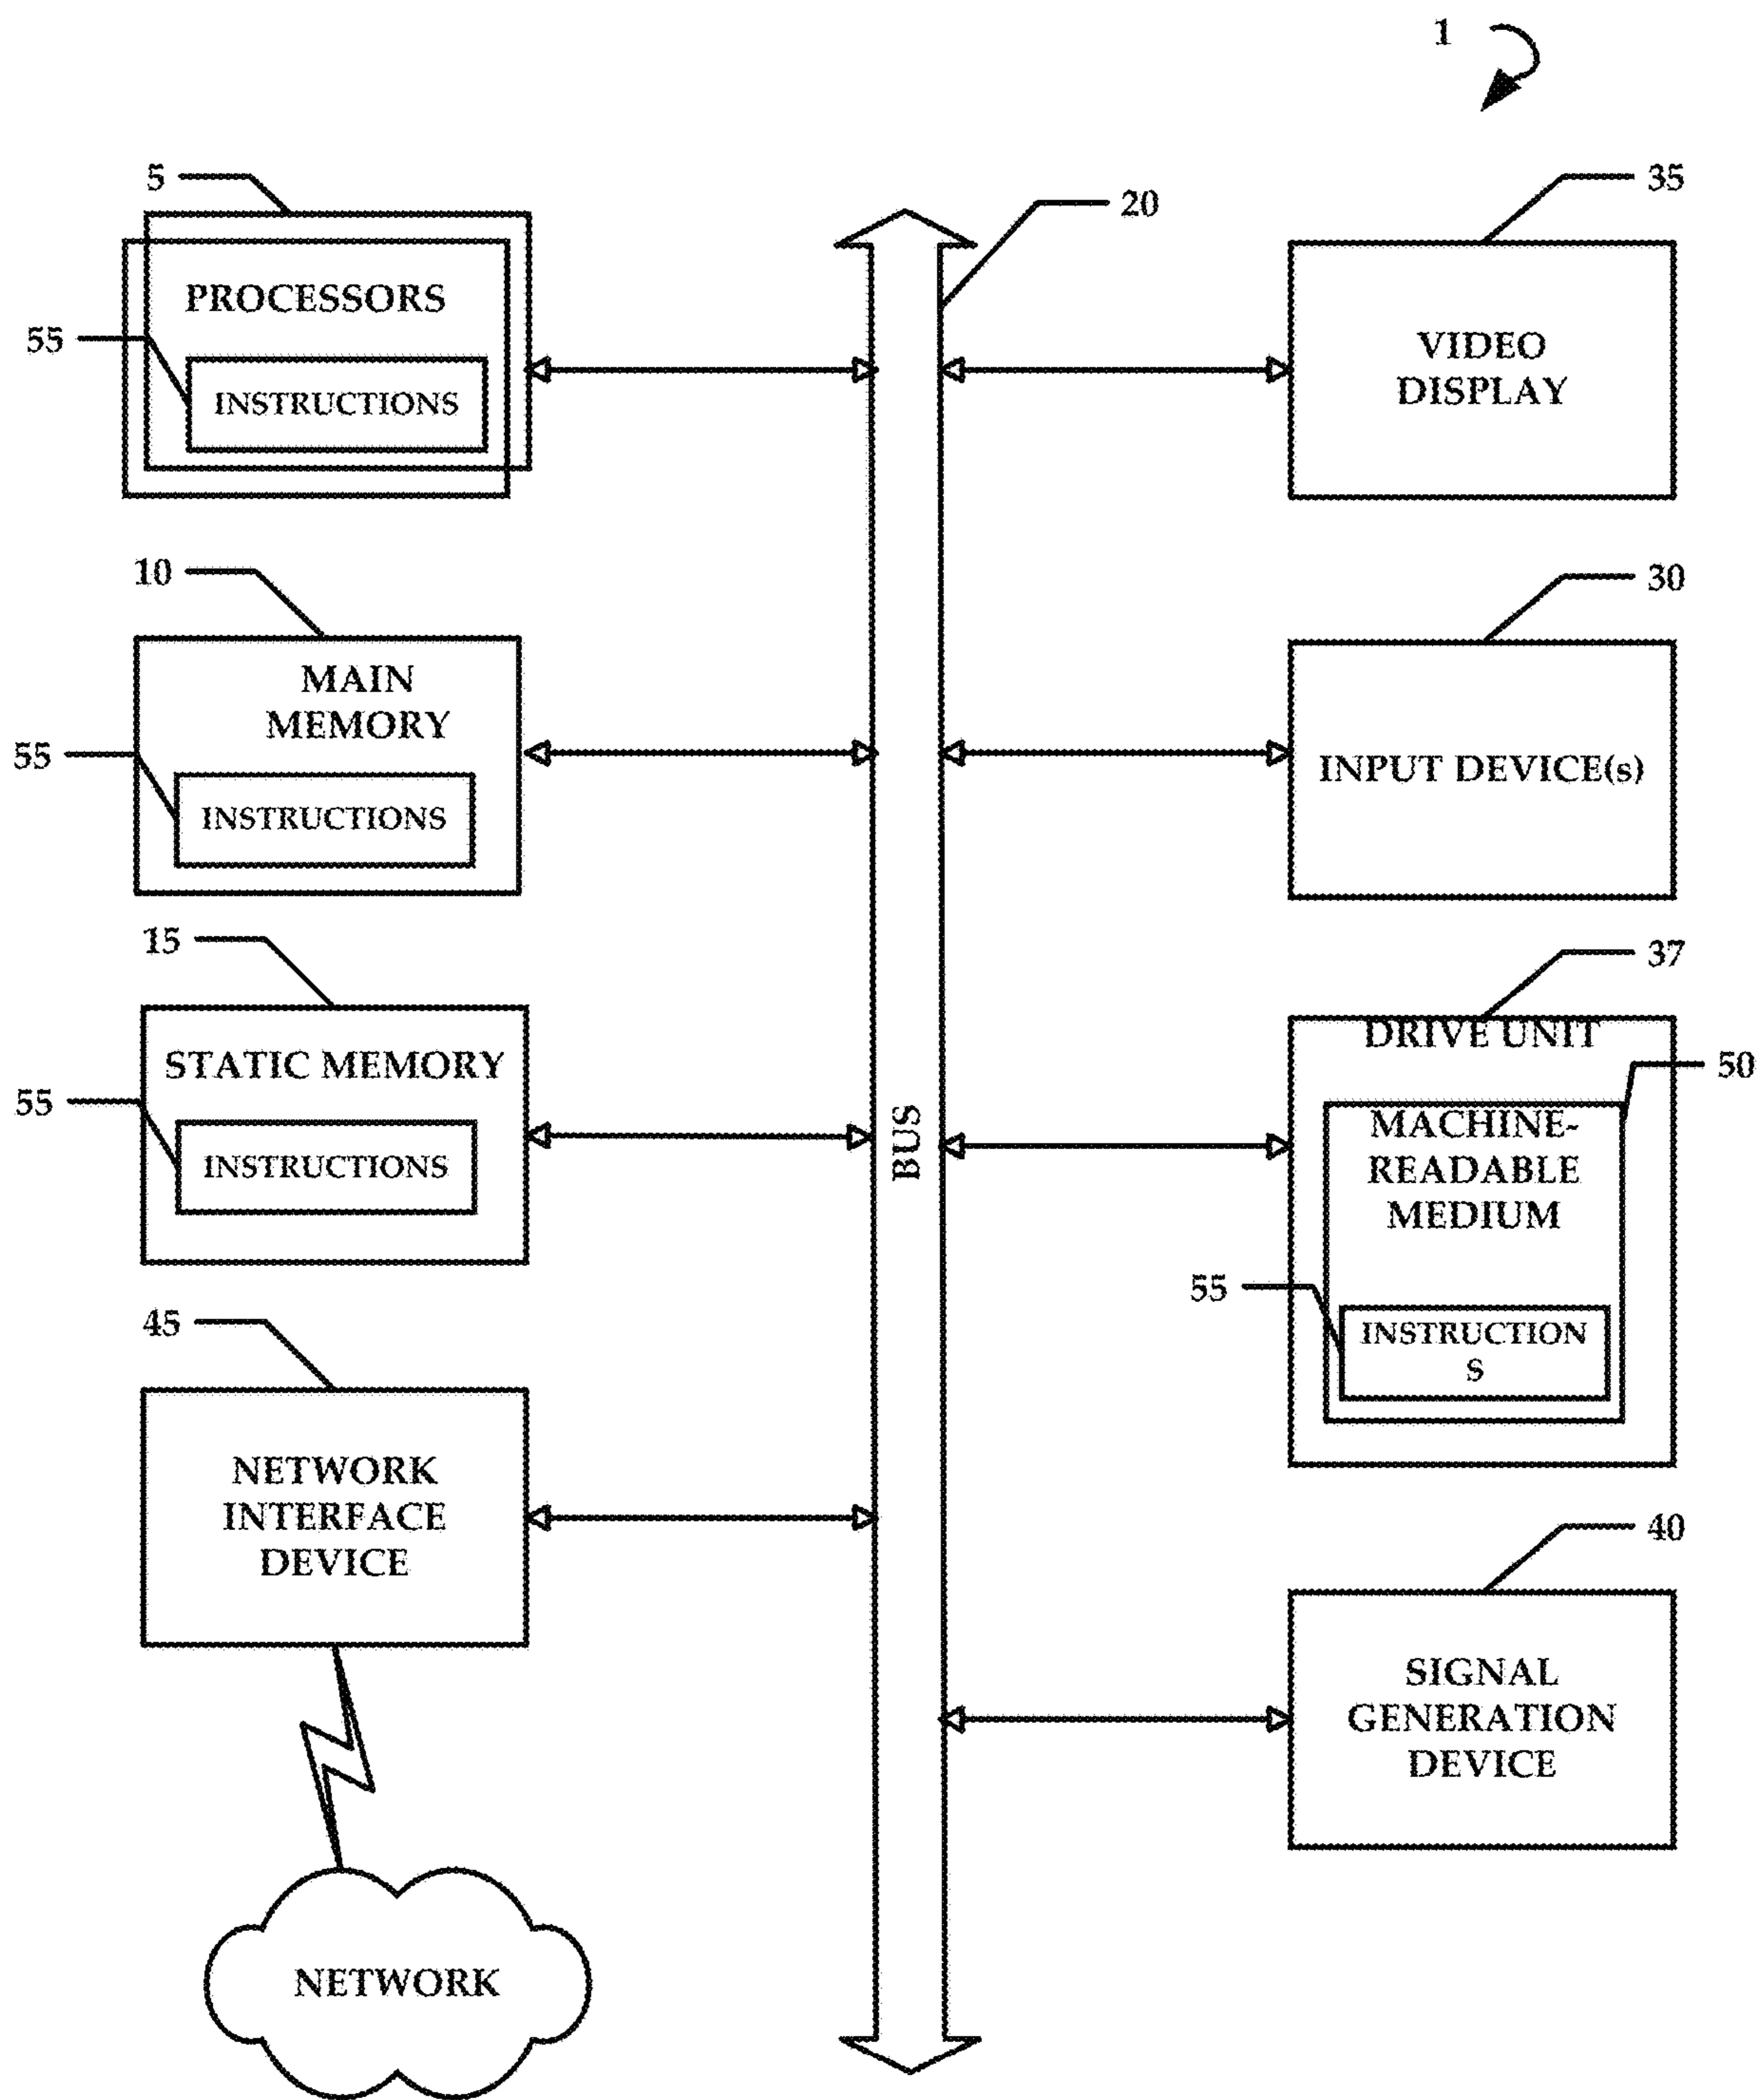 1
5
20
35
PROCESSORS
55
INSTRUCTIONS
VIDEO
DISPLAY
10
30
MAIN
MEMORY
55
INSTRUCTIONS
INPUT DEVICE(s)
15
37
STATIC MEMORY
55
INSTRUCTIONS
BUS
DRIVE UNIT
50
MACHINE-
READABLE
MEDIUM
55
INSTRUCTION
S
45
NETWORK
INTERFACE
DEVICE
40
SIGNAL
GENERATION
DEVICE
NETWORK